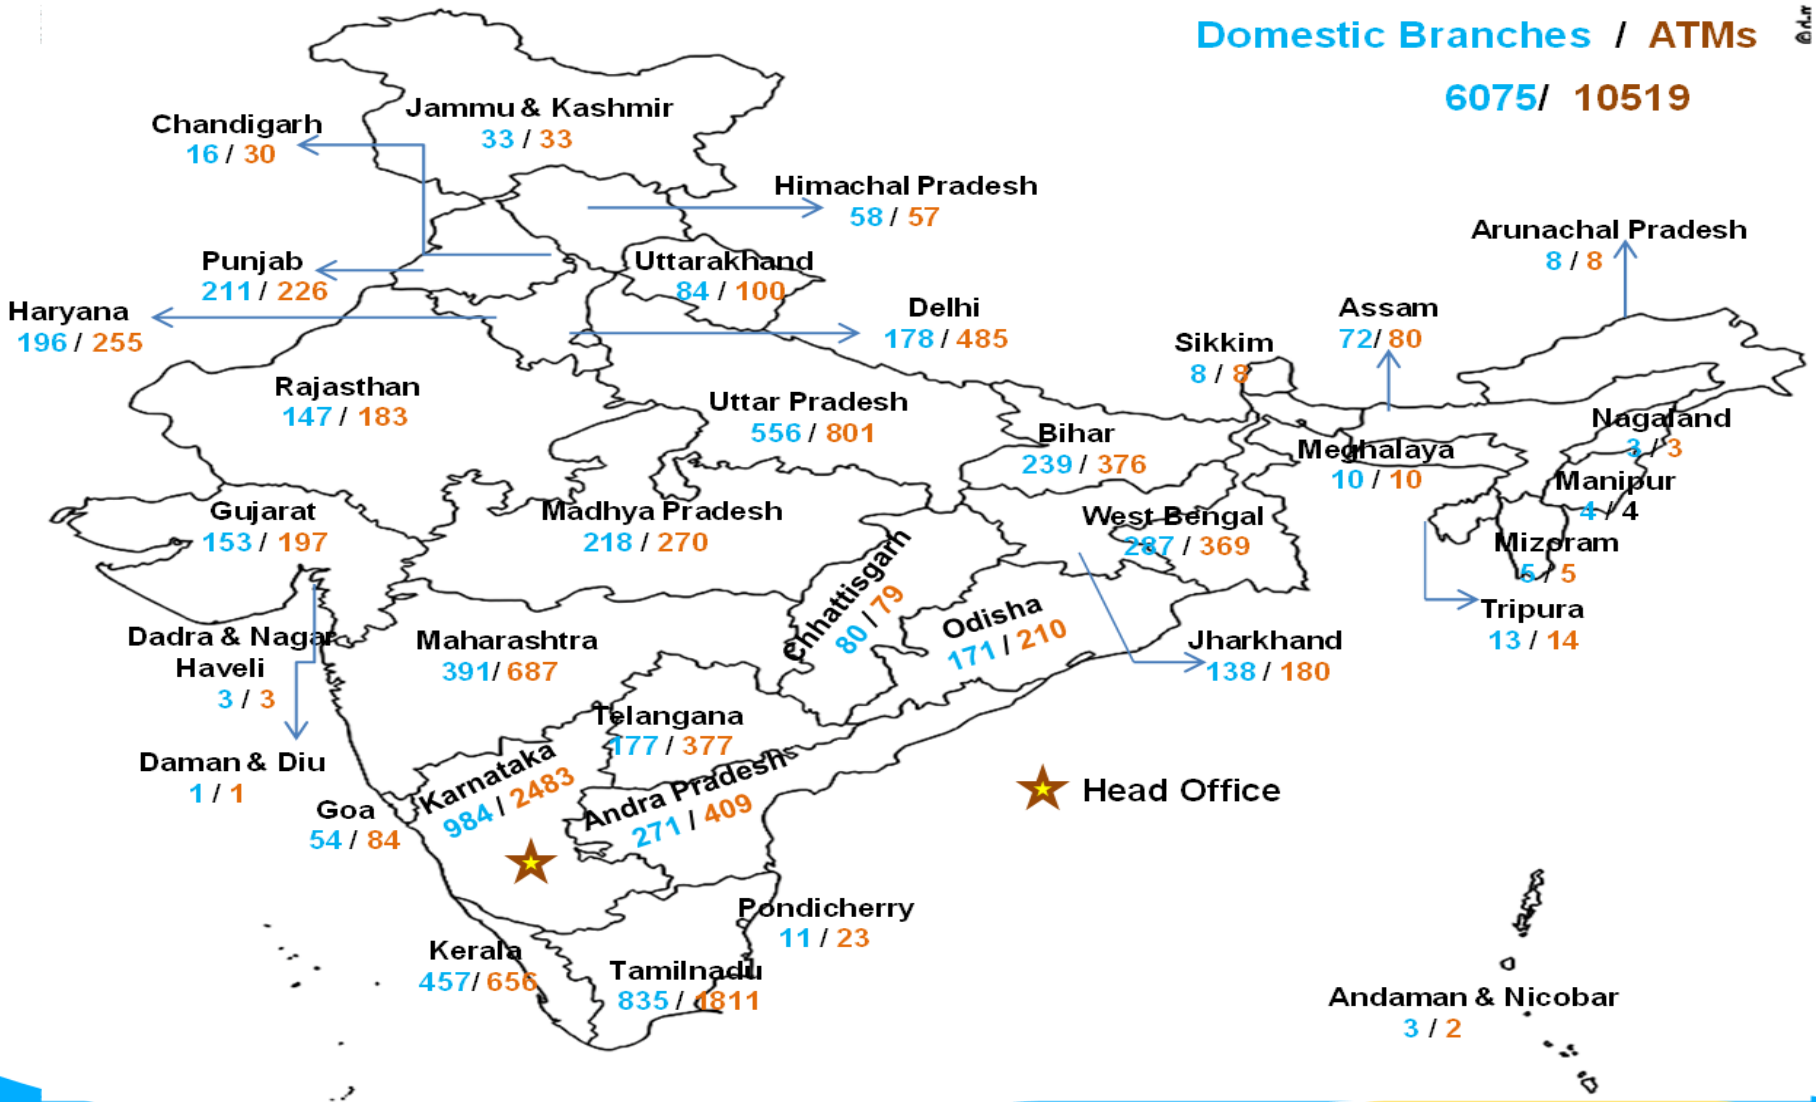 Domestic Branches / ATMs
6075/ 10519
Jammu & Kashmir
33 / 33
Chandigarh
16 / 30
Himachal Pradesh
58 / 57
Arunachal Pradesh
8 / 8
Punjab
211 / 226
Uttarakhand
84 / 100
Haryana
196 / 255
Delhi
178 / 485
Assam
72/ 80
Sikkim
8 / 8
Rajasthan
147 / 183
Uttar Pradesh
556 / 801
Bihar
239 / 376
Nagaland
3 / 3
Meghalaya
10 / 10
Manipur
4 / 4
Gujarat
153 / 197
Madhya Pradesh
218 / 270
West Bengal
287 / 369
Mizoram
5 / 5
Chhattisgarh
80 / 79
Odisha
171 / 210
Tripura
13 / 14
Dadra & Nagar
Haveli
3 / 3
Maharashtra
391/ 687
Jharkhand
138 / 180
Telangana
177 / 377
Daman & Diu
1 / 1
Karnataka
984 / 2483
Andra Pradesh
271 / 409
Head Office
Goa
54 / 84
Pondicherry
11 / 23
Kerala
457/ 656
Tamilnadu
835 / 1811
Andaman & Nicobar
3 / 2